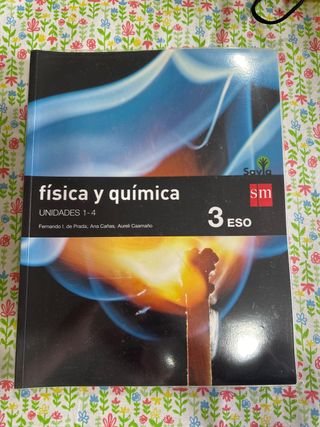 Savia
física y química
sm
UNIDADES 1- 4
3 ESO
Fernando I. de Prada, Ana Cañas, Aureli Caamaño